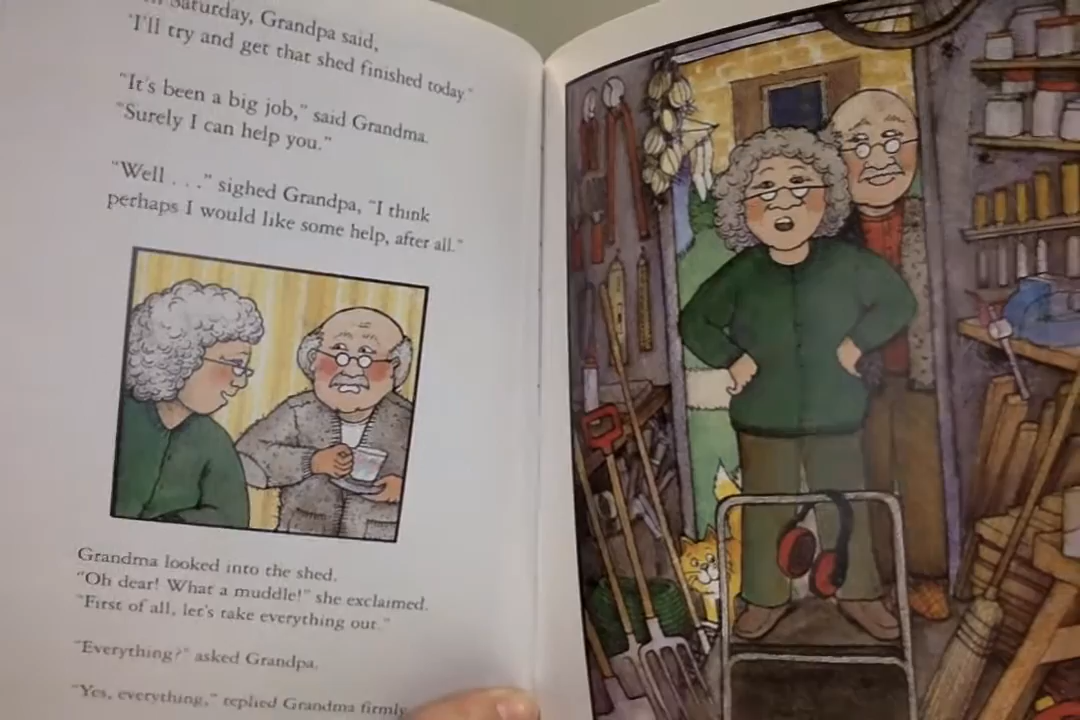 Saturday, Grandpa said,
"I'll try and get that shed finished today."
"It's been a big job," said Grandma.
"Surely I can help you."
"Well . . ." sighed Grandpa, "I think
perhaps I would like some help, after all."
Grandma looked into the shed.
"Oh dear! What a muddle!" she exclaimed.
"First of all, let's take everything out."
"Everything?" asked Grandpa.
"Yes, everything," replied Grandma firmly